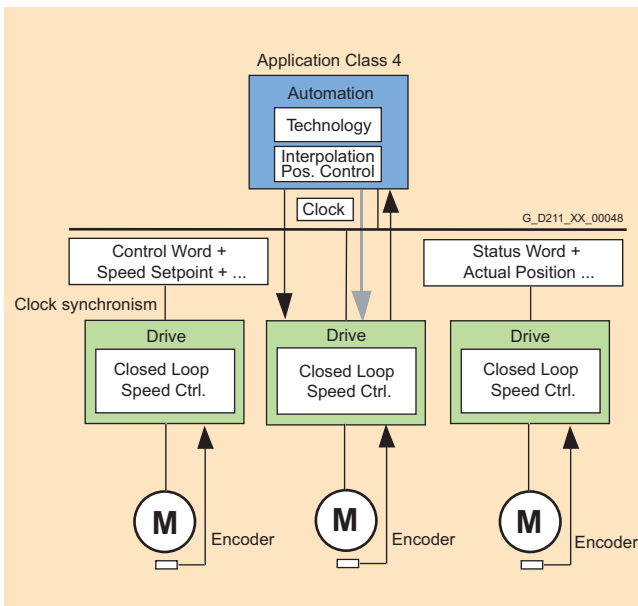 Application Class 4
Automation
Technology
Interpolation
Pos. Control
Clock
G_D211_XX_00048
Control Word +
Speed Setpoint + ...
Status Word +
Actual Position ...
Clock synchronism
Drive
Closed Loop
Speed Ctrl.
Drive
Closed Loop
Speed Ctrl.
Drive
Closed Loop
Speed Ctrl.
M
Encoder
M
Encoder
M
Encoder